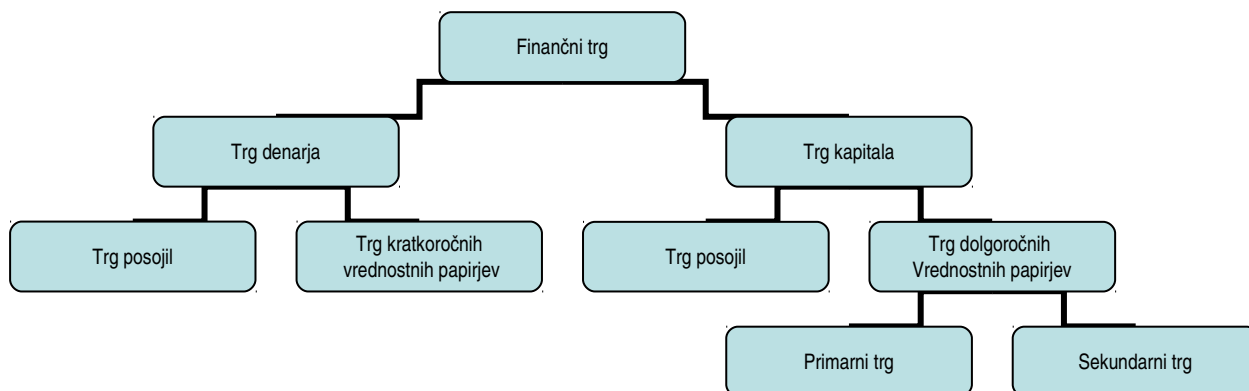 Finančni trg
Trg denarja
Trg kapitala
Trg posojil
Trg kratkoročnih
vrednostnih papirjev
Trg posojil
Trg dolgoročnih
Vrednostnih papirjev
Primarni trg
Sekundarni trg